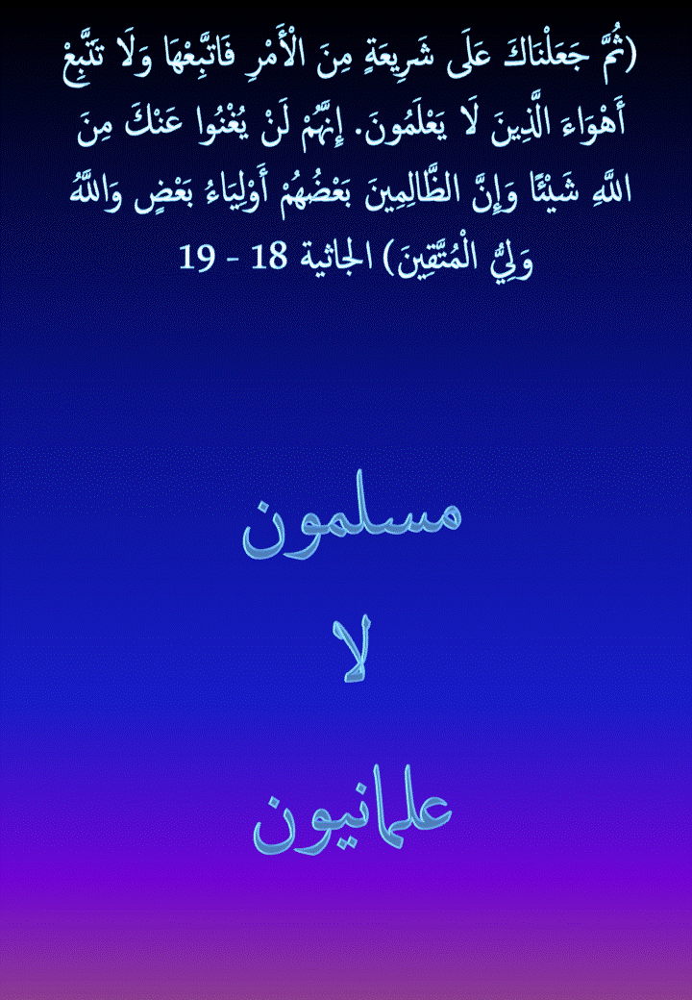 (ثُمَّ جَعَلْنَاكَ عَلَى شَرِيعَةٍ مِنَ الْأَمْرِ فَاتَّبِعْهَا وَلَا تَتَّبِعْ
أَهْوَاءَ الَّذِينَ لَا يَعْلَمُونَ. إِنَّهُمْ لَنْ يُغْنُوا عَنْكَ مِنَ
اللَّهِ شَيْئًا وَإِنَّ الظَّالِمِينَ بَعْضُهُمْ أَوْلِيَاءُ بَعْضٍ وَاللَّهُ
وَلِيُّ الْمُتَّقِينَ) الجاثية 18 - 19
مسلمون
لا
علمانيون